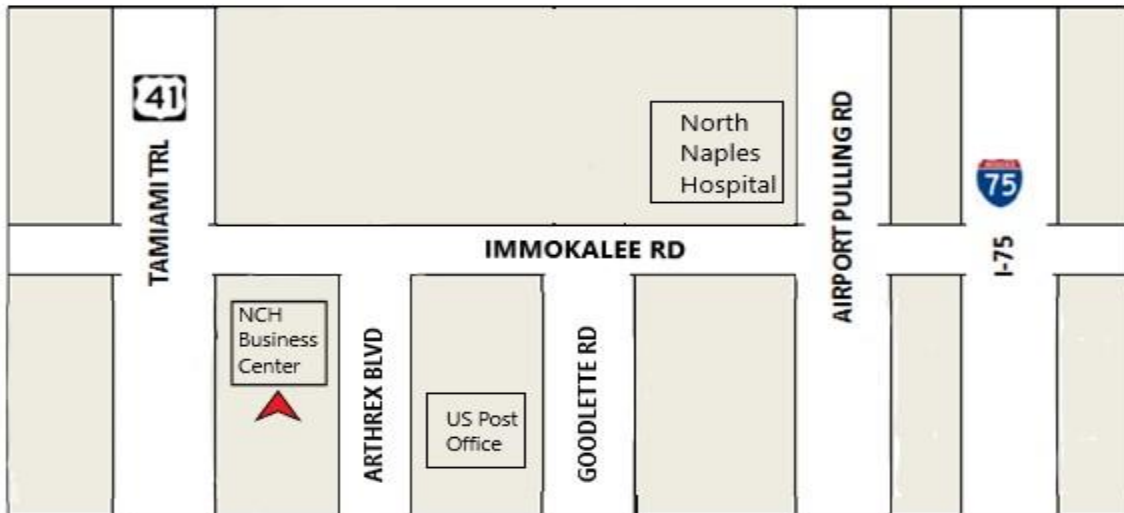 41
TAMIAMI TRL
North
Naples
Hospital
AIRPORT PULLING RD
75
I-75
IMMOKALEE RD
NCH
Business
Center
ARTHREX BLVD
US Post
Office
GOODLETTE RD